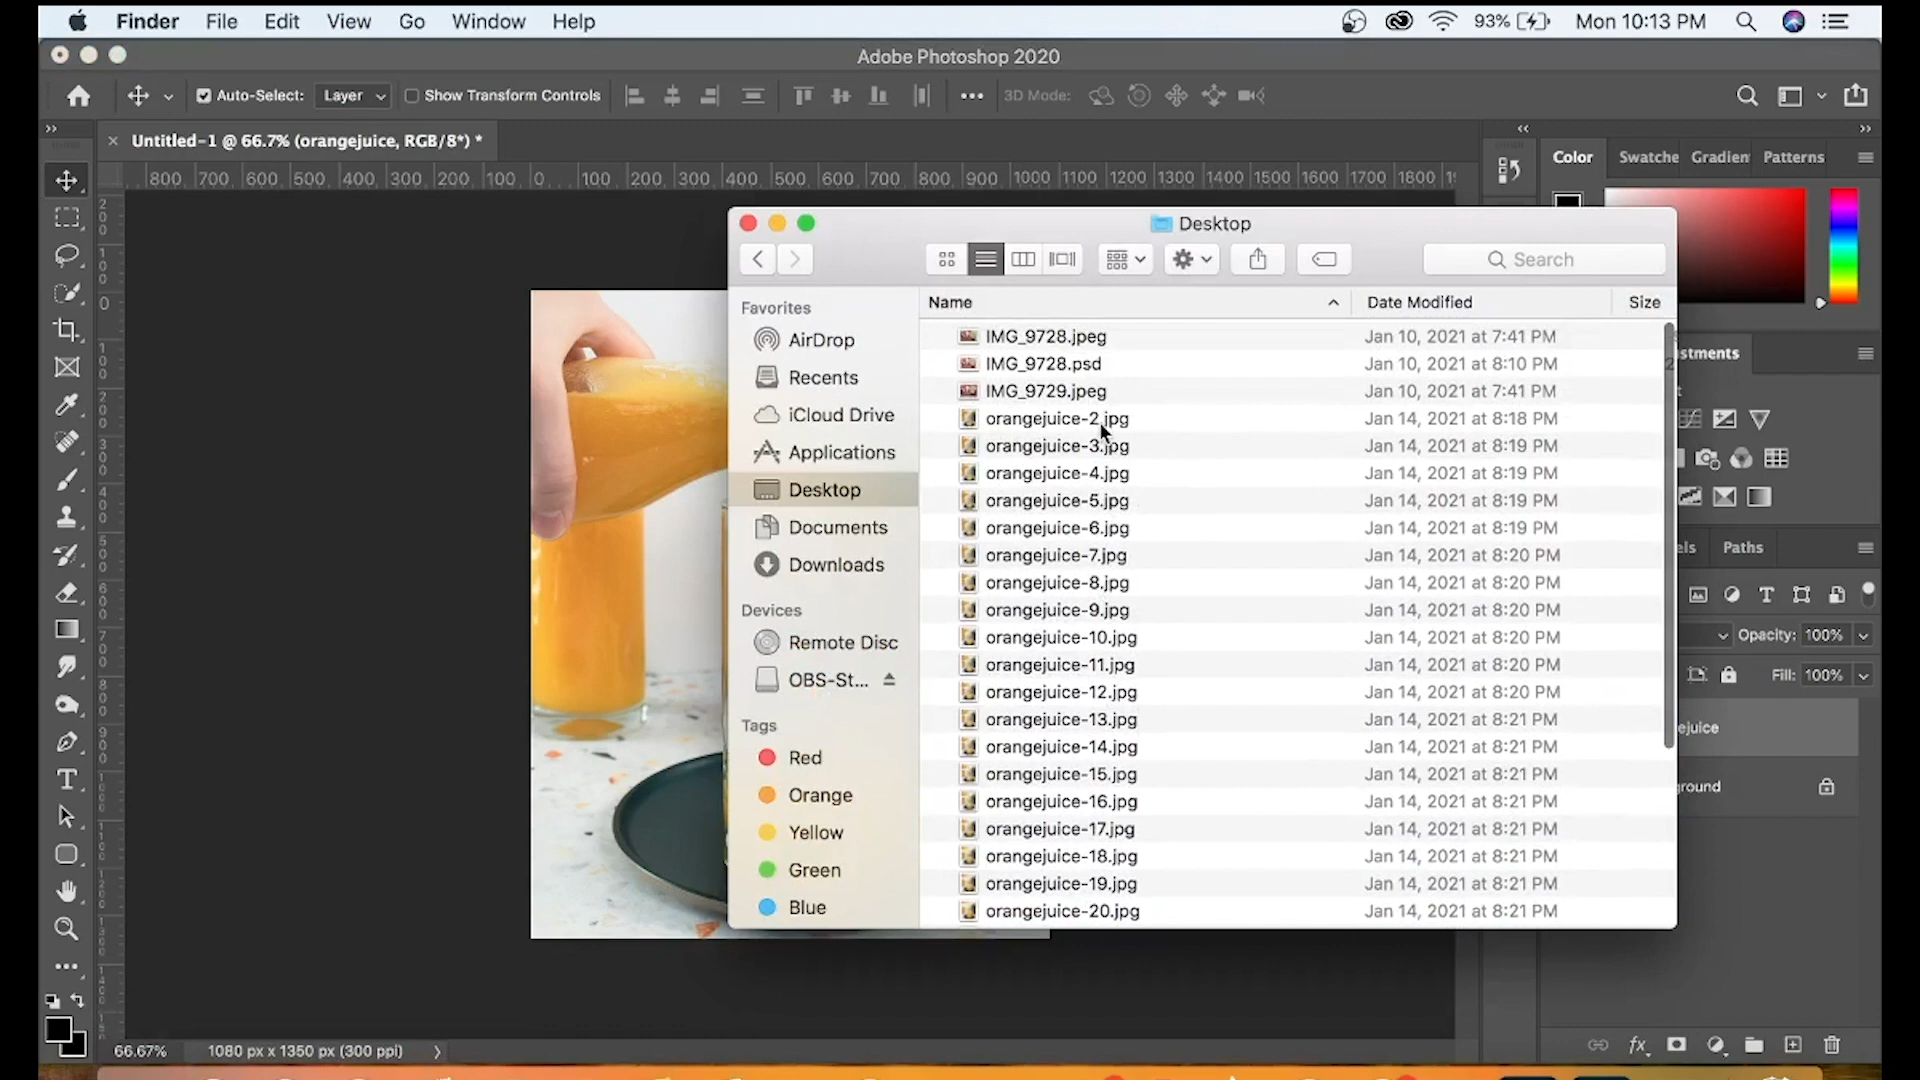 Finder File Edit View Go Window Help
93% Mon 10:13 PM
Adobe Photoshop 2020
Auto-Select: Layer Show Transform Controls 3D Mode:
Untitled-1 @ 66.7% (orangejuice, RGB/8*) *
800 700 600 500 400 300 200 100 0 100 200 300 400 500 600 700 800 900 1000 1100 1200 1300 1400 1500 1600 1700 1800
Color Swatche Gradien Patterns
Desktop
Search
Name Date Modified Size
Favorites
AirDrop
Recents
iCloud Drive
Applications
Desktop
Documents
Downloads
Devices
Remote Disc
OBS-St...
Tags
Red
Orange
Yellow
Green
Blue
IMG_9728.jpeg Jan 10, 2021 at 7:41 PM
IMG_9728.psd Jan 10, 2021 at 8:10 PM
IMG_9729.jpeg Jan 10, 2021 at 7:41 PM
orangejuice-2.jpg Jan 14, 2021 at 8:18 PM
orangejuice-3.jpg Jan 14, 2021 at 8:19 PM
orangejuice-4.jpg Jan 14, 2021 at 8:19 PM
orangejuice-5.jpg Jan 14, 2021 at 8:19 PM
orangejuice-6.jpg Jan 14, 2021 at 8:19 PM
orangejuice-7.jpg Jan 14, 2021 at 8:20 PM
orangejuice-8.jpg Jan 14, 2021 at 8:20 PM
orangejuice-9.jpg Jan 14, 2021 at 8:20 PM
orangejuice-10.jpg Jan 14, 2021 at 8:20 PM
orangejuice-11.jpg Jan 14, 2021 at 8:20 PM
orangejuice-12.jpg Jan 14, 2021 at 8:20 PM
orangejuice-13.jpg Jan 14, 2021 at 8:21 PM
orangejuice-14.jpg Jan 14, 2021 at 8:21 PM
orangejuice-15.jpg Jan 14, 2021 at 8:21 PM
orangejuice-16.jpg Jan 14, 2021 at 8:21 PM
orangejuice-17.jpg Jan 14, 2021 at 8:21 PM
orangejuice-18.jpg Jan 14, 2021 at 8:21 PM
orangejuice-19.jpg Jan 14, 2021 at 8:21 PM
orangejuice-20.jpg Jan 14, 2021 at 8:21 PM
stments
els Paths
Opacity: 100%
Fill: 100%
ejuice
round
66.67% 1080 px x 1350 px (300 ppi)